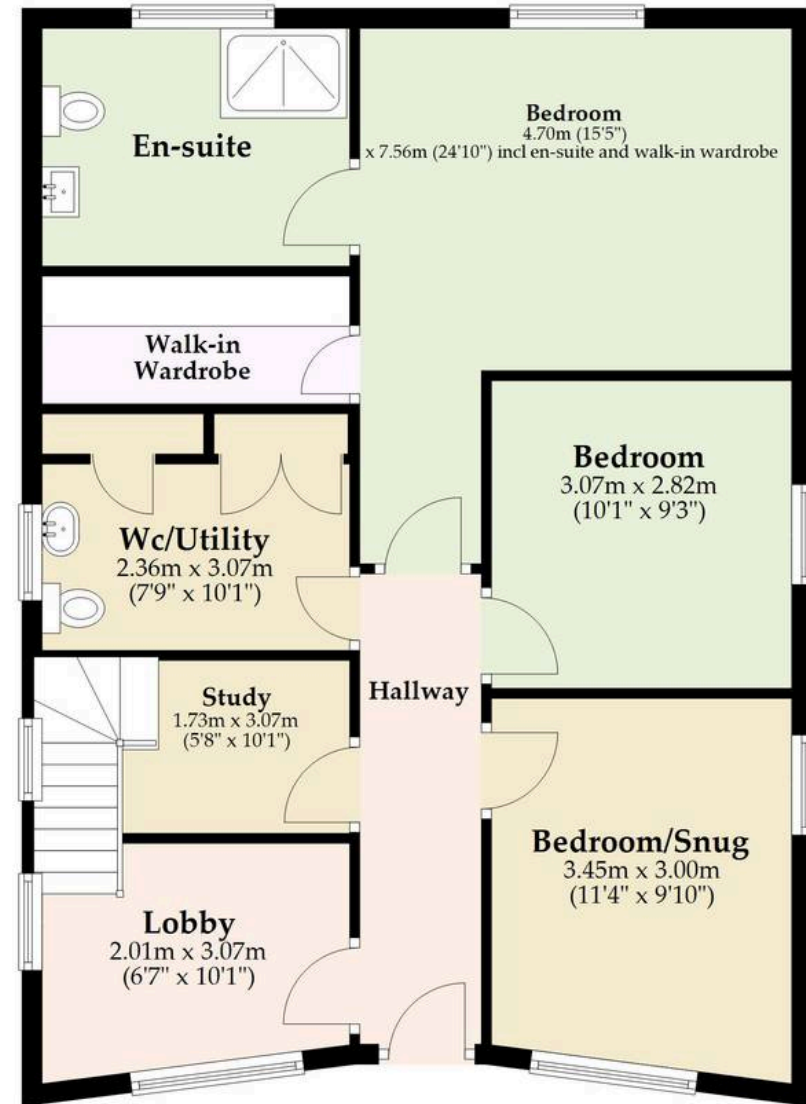 En-suite
Bedroom
4.70m (15'5")
x 7.56m (24'10") incl en-suite and walk-in wardrobe
Walk-in
Wardrobe
Bedroom
3.07m x 2.82m
(10'1" x 9'3")
Wc/Utility
2.36m x 3.07m
(7'9" x 10'1")
Study
1.73m x 3.07m
(5'8" x 10'1")
Hallway
Bedroom/Snug
3.45m x 3.00m
(11'4" x 9'10")
Lobby
2.01m x 3.07m
(6'7" x 10'1")